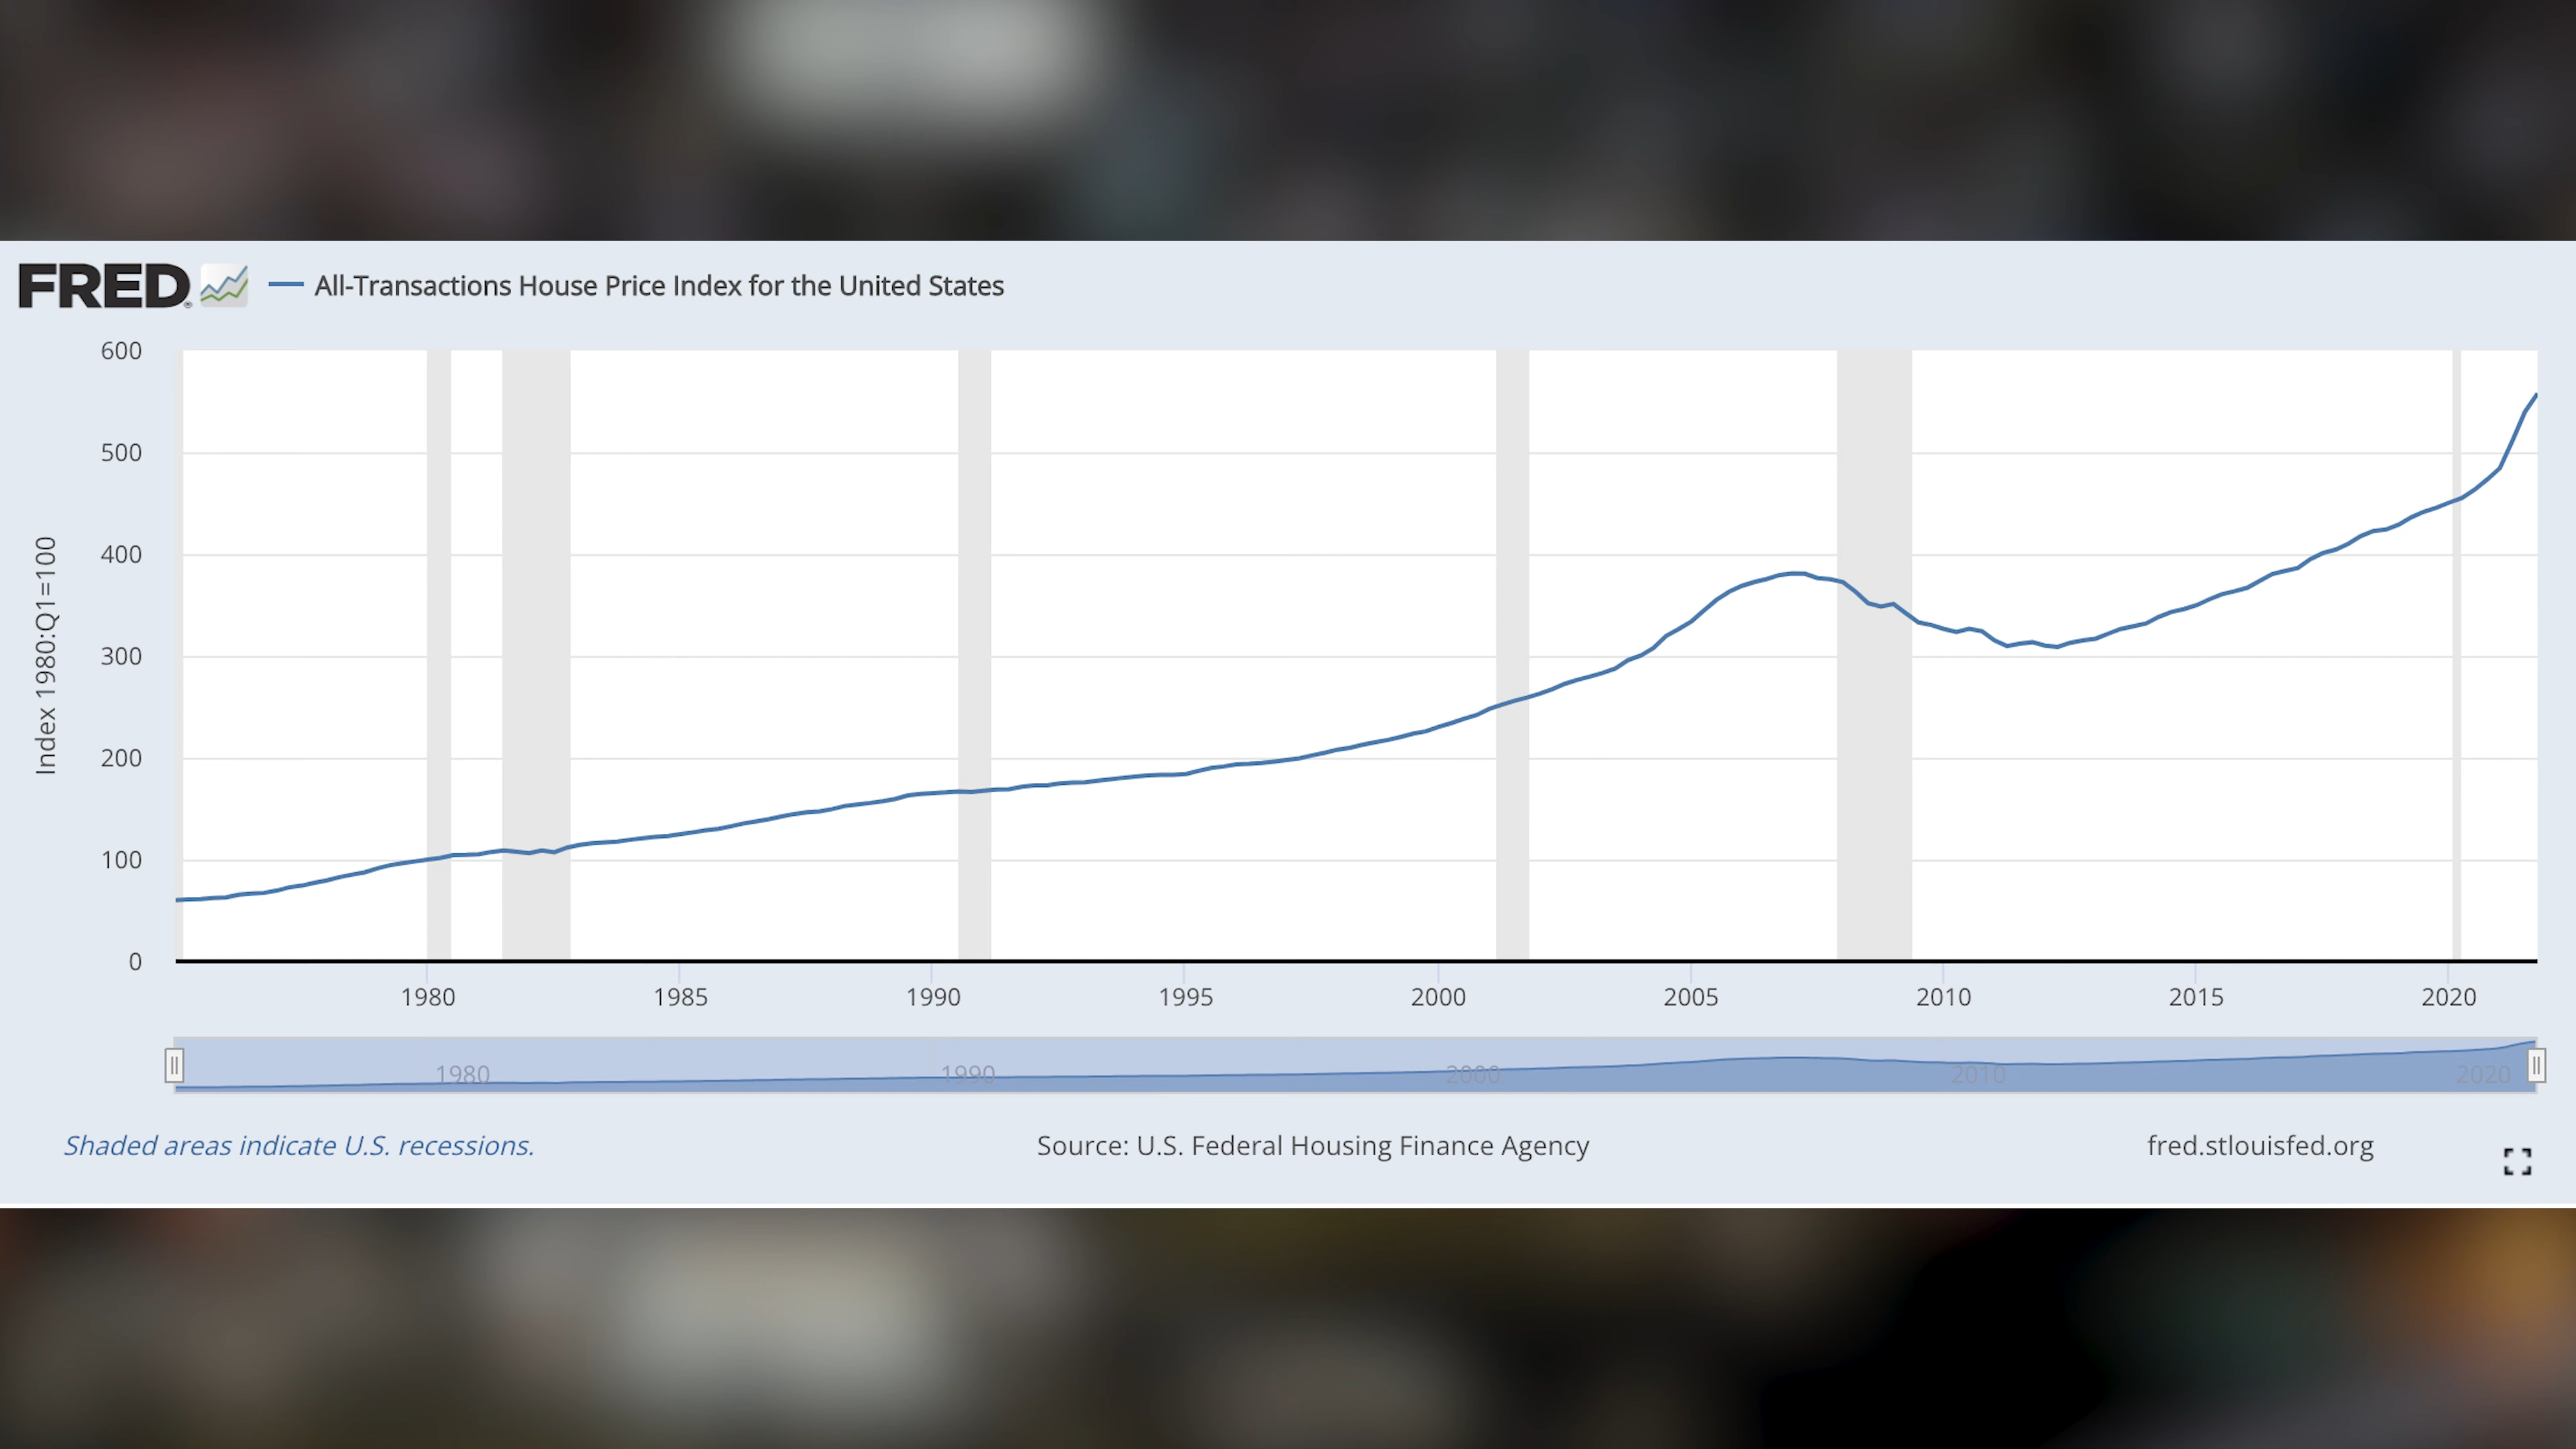 FRED
All-Transactions House Price Index for the United States
600
500
400
300
200
100
0
Index 1980:Q1=100
1980 1985 1990 1995 2000 2005 2010 2015 2020
1980 1990 2000 2010 2020
Shaded areas indicate U.S. recessions. Source: U.S. Federal Housing Finance Agency fred.stlouisfed.org